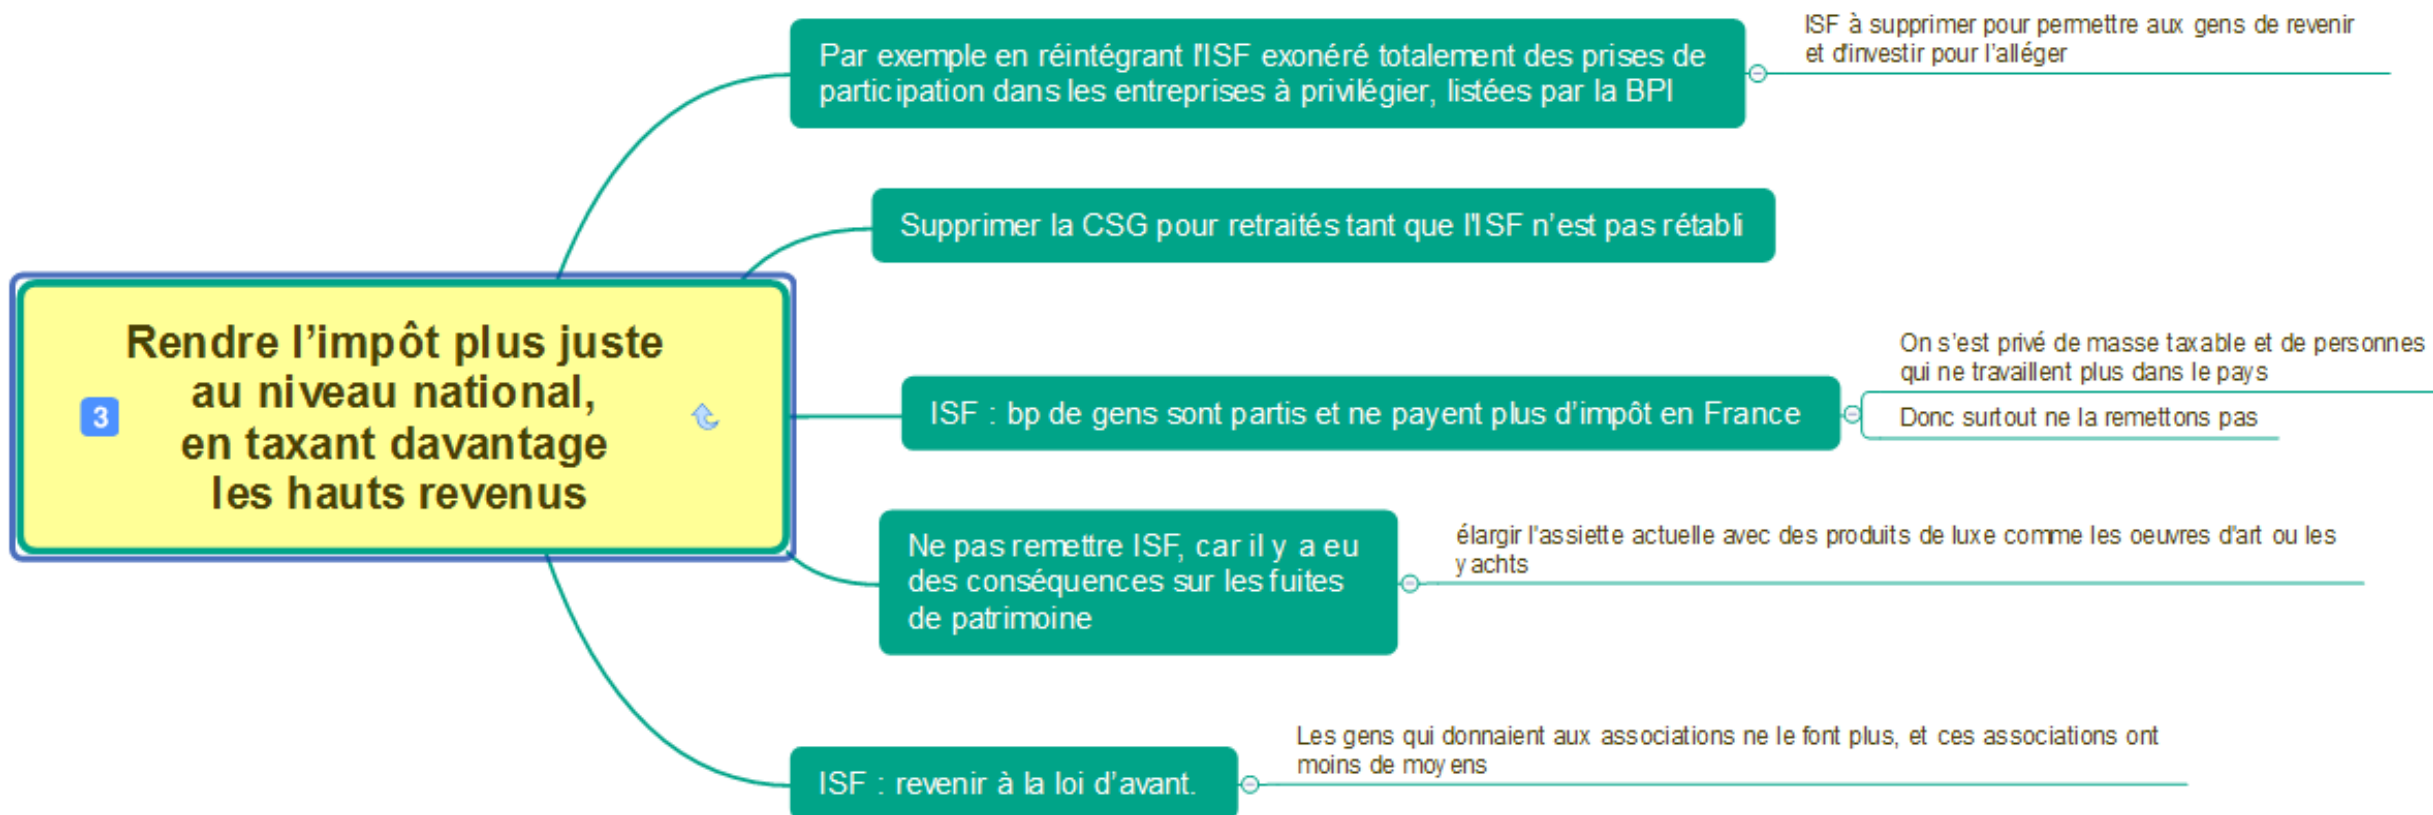 Par exemple en réintégrant l'ISF exonéré totalement des prises de
participation dans les entreprises à privilégier, listées par la BPI
ISF à supprimer pour permettre aux gens de revenir
et d'investir pour l'alléger
Supprimer la CSG pour retraités tant que l'ISF n'est pas rétabli
3
Rendre l'impôt plus juste
au niveau national,
en taxant davantage
les hauts revenus
ISF : bp de gens sont partis et ne payent plus d'impôt en France
On s'est privé de masse taxable et de personnes
qui ne travaillent plus dans le pays
Donc surtout ne la remettons pas
Ne pas remettre ISF, car il y a eu
des conséquences sur les fuites
de patrimoine
élargir l'assiette actuelle avec des produits de luxe comme les oeuvres d'art ou les
yachts
ISF : revenir à la loi d'avant.
Les gens qui donnaient aux associations ne le font plus, et ces associations ont
moins de moyens